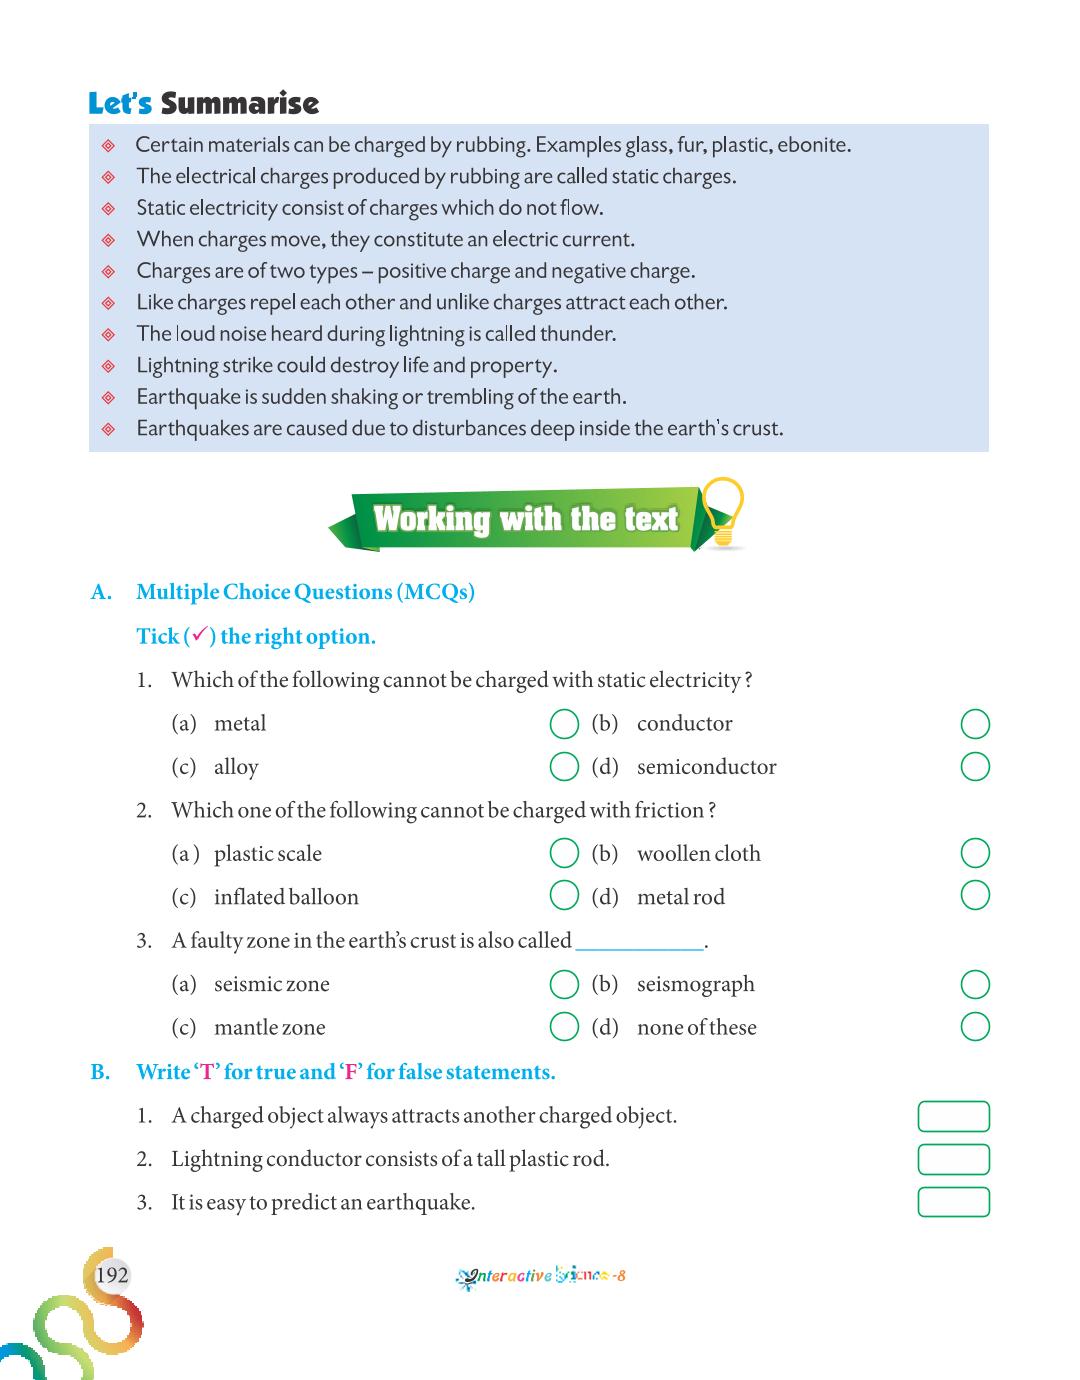 Let's Summarise
Certain materials can be charged by rubbing. Examples glass, fur, plastic, ebonite.
The electrical charges produced by rubbing are called static charges.
Static electricity consist of charges which do not flow.
When charges move, they constitute an electric current.
Charges are of two types – positive charge and negative charge.
Like charges repel each other and unlike charges attract each other.
The loud noise heard during lightning is called thunder.
Lightning strike could destroy life and property.
Earthquake is sudden shaking or trembling of the earth.
Earthquakes are caused due to disturbances deep inside the earth's crust.
Working with the text
A. Multiple Choice Questions (MCQs)
Tick (✓) the right option.
1. Which of the following cannot be charged with static electricity ?
(a) metal (b) conductor
(c) alloy (d) semiconductor
2. Which one of the following cannot be charged with friction ?
(a ) plastic scale (b) woollen cloth
(c) inflated balloon (d) metal rod
3. A faulty zone in the earth's crust is also called ____________.
(a) seismic zone (b) seismograph
(c) mantle zone (d) none of these
B. Write 'T' for true and 'F' for false statements.
1. A charged object always attracts another charged object.
2. Lightning conductor consists of a tall plastic rod.
3. It is easy to predict an earthquake.
192
Interactive Science -8